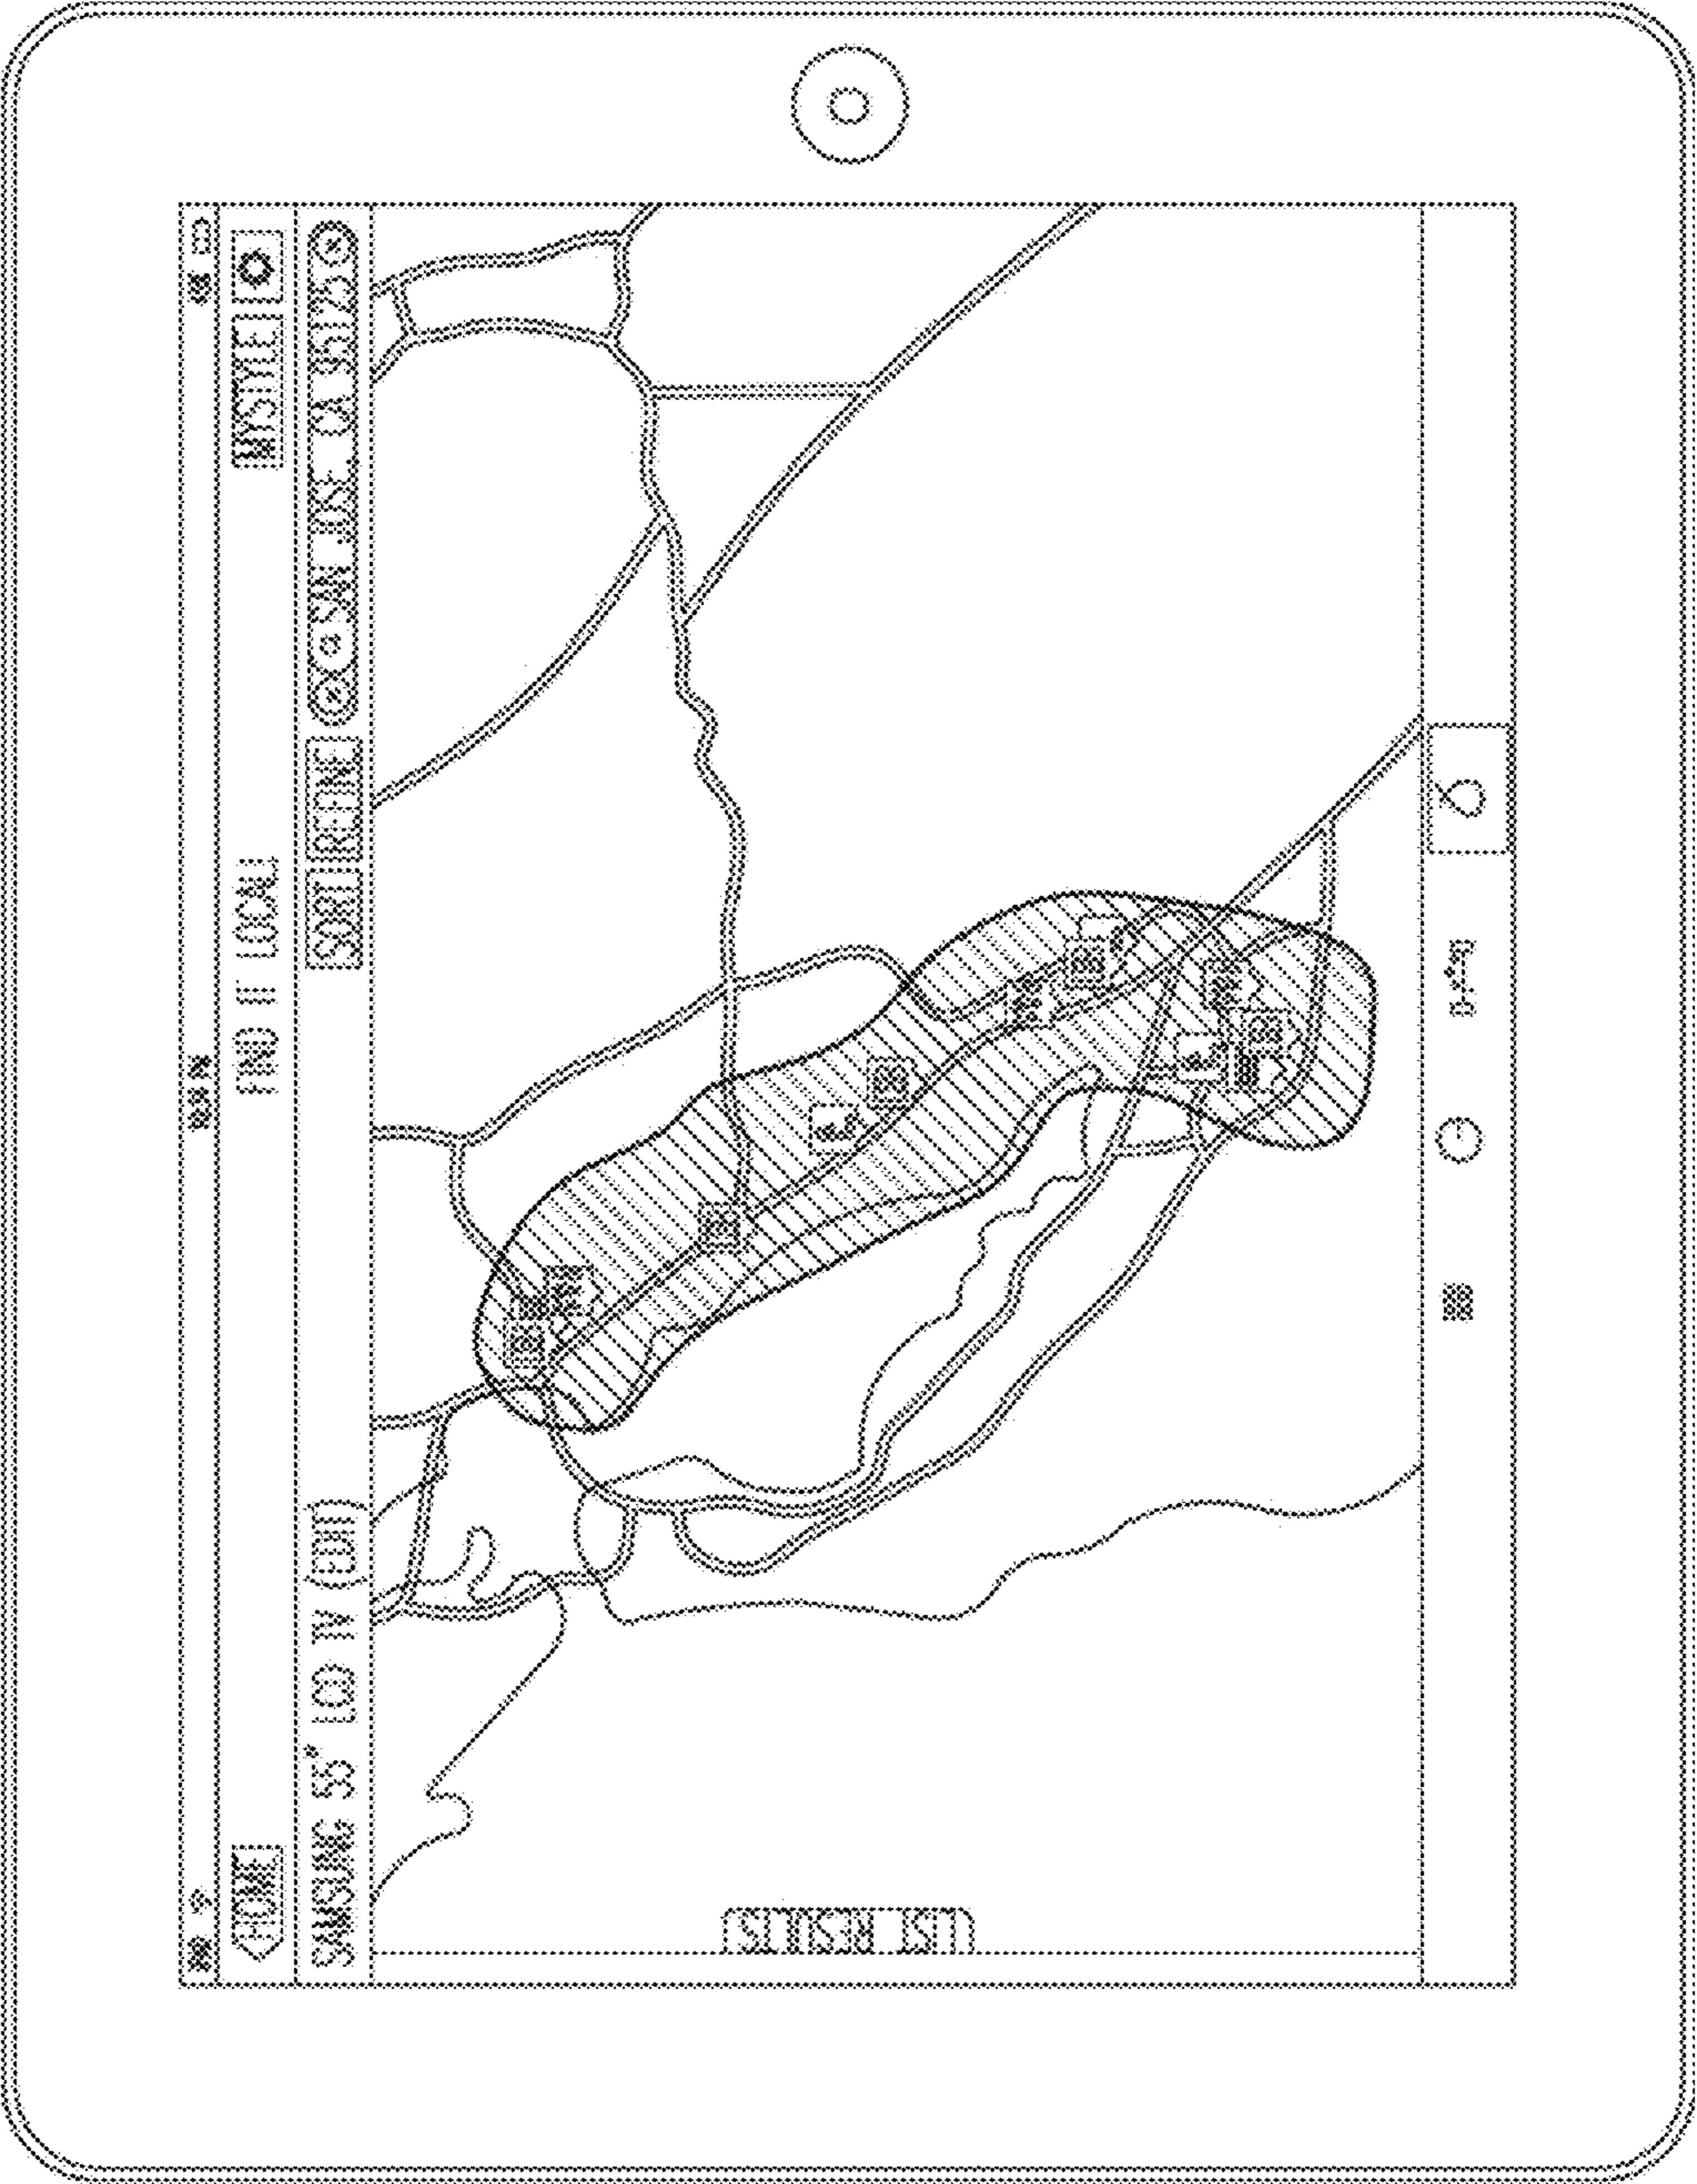 HOME
FIND IT LOCAL!
MYSTYLE
SAMSUNG 55" LCD TV (EDIT)
SORT REFINE SAN JOSE, CA 95125
LIST RESULTS